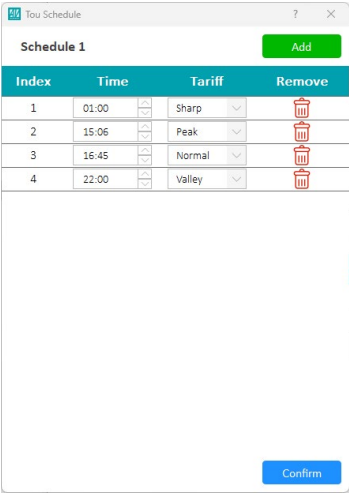 Tou Schedule ?
Schedule 1 Add
Index Time Tariff Remove
1 01:00 Sharp
2 15:06 Peak
3 16:45 Normal
4 22:00 Valley
Confirm